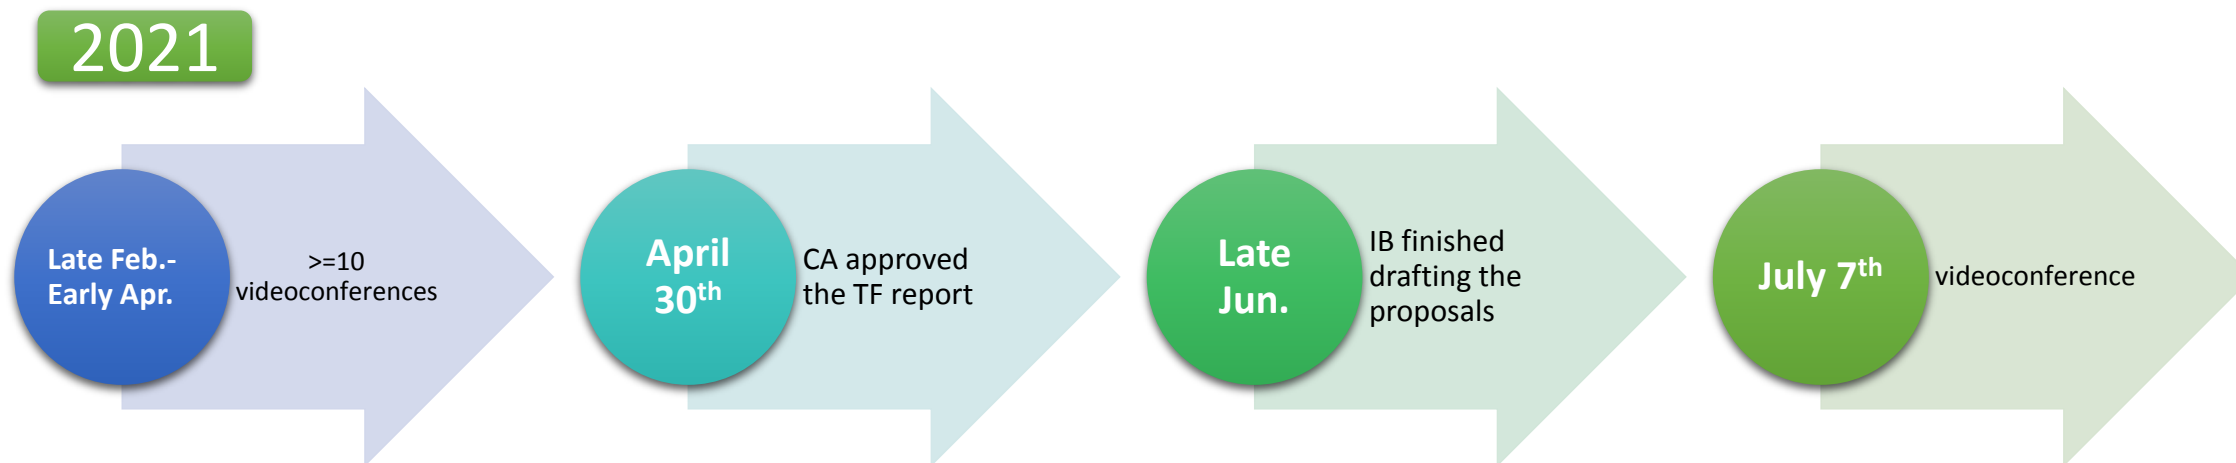 2021
Late Feb.-
Early Apr.
>=10
videoconferences
April
30th
CA approved
the TF report
Late
Jun.
IB finished
drafting the
proposals
July 7th
videoconference